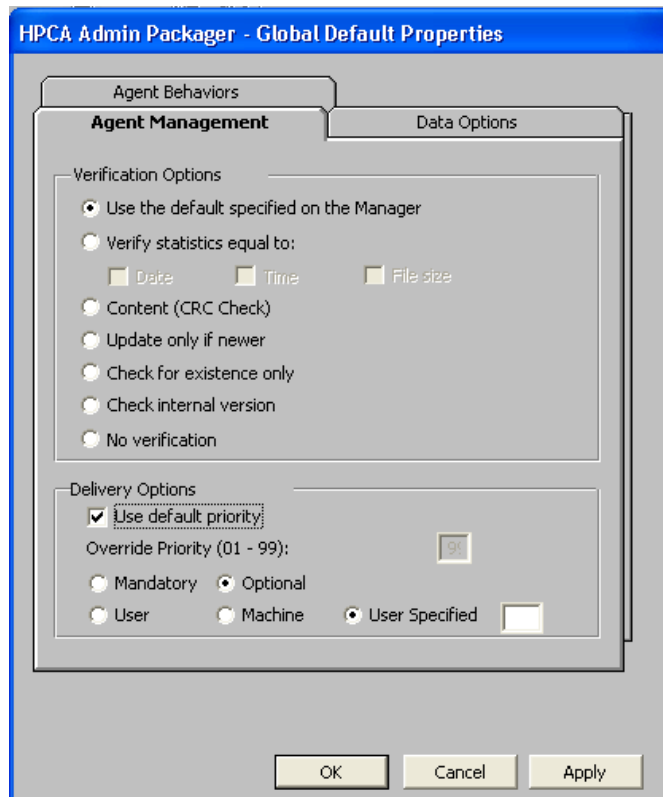 HPCA Admin Packager - Global Default Properties
Agent Behaviors
Agent Management Data Options
Verification Options
Use the default specified on the Manager
Verify statistics equal to:
Date Time File size
Content (CRC Check)
Update only if newer
Check for existence only
Check internal version
No verification
Delivery Options
Use default priority
Override Priority (01 - 99):
Mandatory Optional
User Machine User Specified
OK Cancel Apply